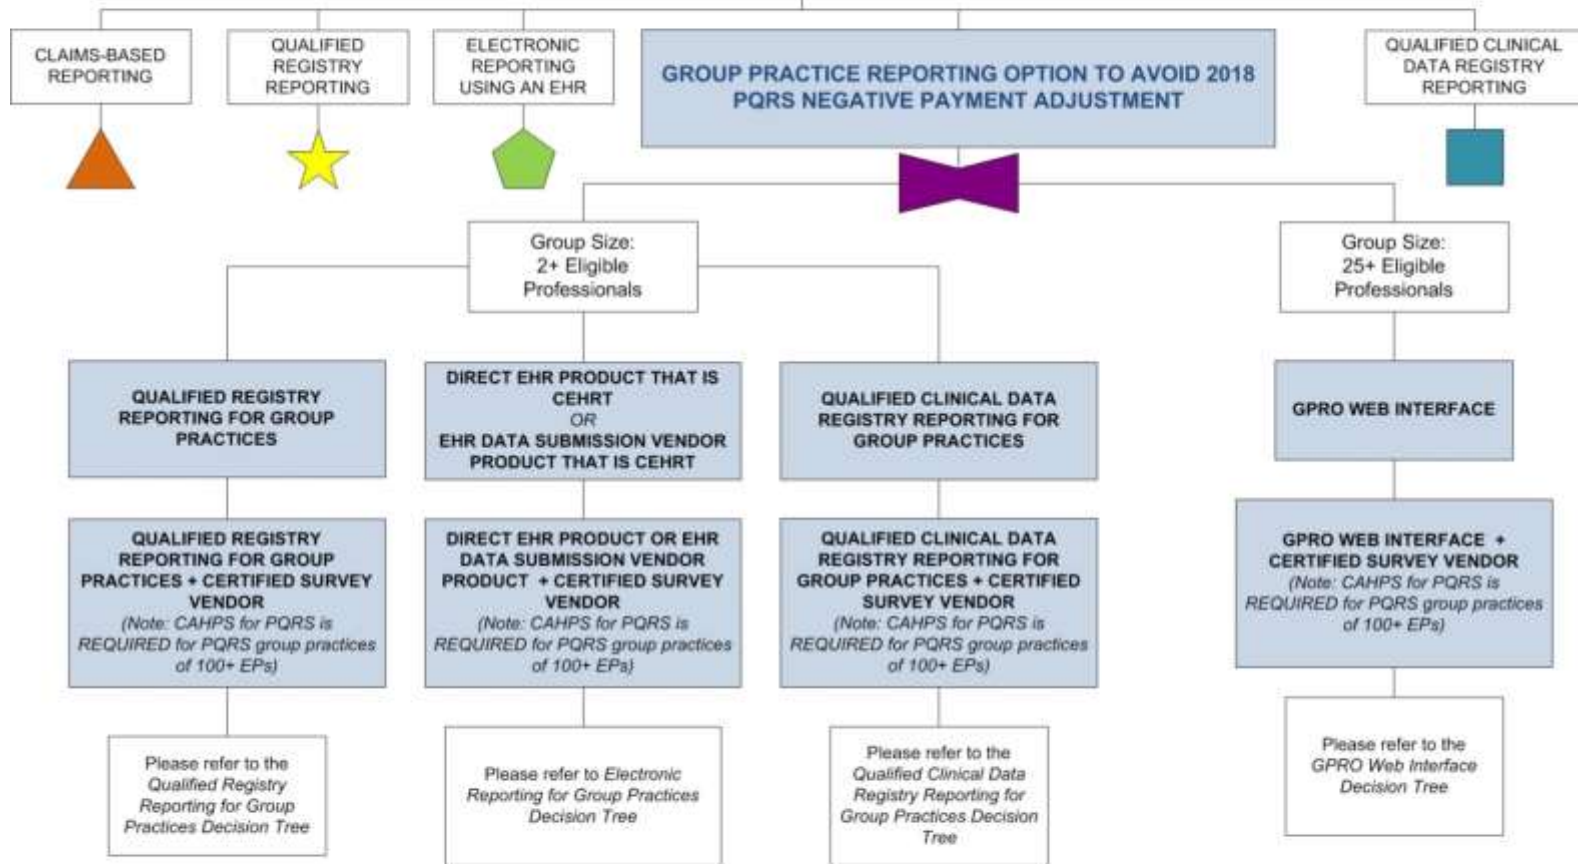 CLAIMS-BASED
REPORTING
QUALIFIED
REGISTRY
REPORTING
ELECTRONIC
REPORTING
USING AN EHR
GROUP PRACTICE REPORTING OPTION TO AVOID 2018
PQRS NEGATIVE PAYMENT ADJUSTMENT
QUALIFIED CLINICAL
DATA REGISTRY
REPORTING
Group Size:
2+ Eligible
Professionals
Group Size:
25+ Eligible
Professionals
QUALIFIED REGISTRY
REPORTING FOR GROUP
PRACTICES
DIRECT EHR PRODUCT THAT IS
CEHRT
OR
EHR DATA SUBMISSION VENDOR
PRODUCT THAT IS CEHRT
QUALIFIED CLINICAL DATA
REGISTRY REPORTING FOR
GROUP PRACTICES
GPRO WEB INTERFACE
QUALIFIED REGISTRY
REPORTING FOR GROUP
PRACTICES + CERTIFIED SURVEY
VENDOR
(Note: CAHPS for PQRS is
REQUIRED for PQRS group practices
of 100+ EPs)
DIRECT EHR PRODUCT OR EHR
DATA SUBMISSION VENDOR
PRODUCT + CERTIFIED SURVEY
VENDOR
(Note: CAHPS for PQRS is
REQUIRED for PQRS group practices
of 100+ EPs)
QUALIFIED CLINICAL DATA
REGISTRY REPORTING FOR
GROUP PRACTICES + CERTIFIED
SURVEY VENDOR
(Note: CAHPS for PQRS is
REQUIRED for PQRS group practices
of 100+ EPs)
GPRO WEB INTERFACE +
CERTIFIED SURVEY VENDOR
(Note: CAHPS for PQRS is
REQUIRED for PQRS group practices
of 100+ EPs)
Please refer to the
Qualified Registry
Reporting for Group
Practices Decision Tree
Please refer to Electronic
Reporting for Group Practices
Decision Tree
Please refer to the
Qualified Clinical Data
Registry Reporting for
Group Practices Decision
Tree
Please refer to the
GPRO Web Interface
Decision Tree